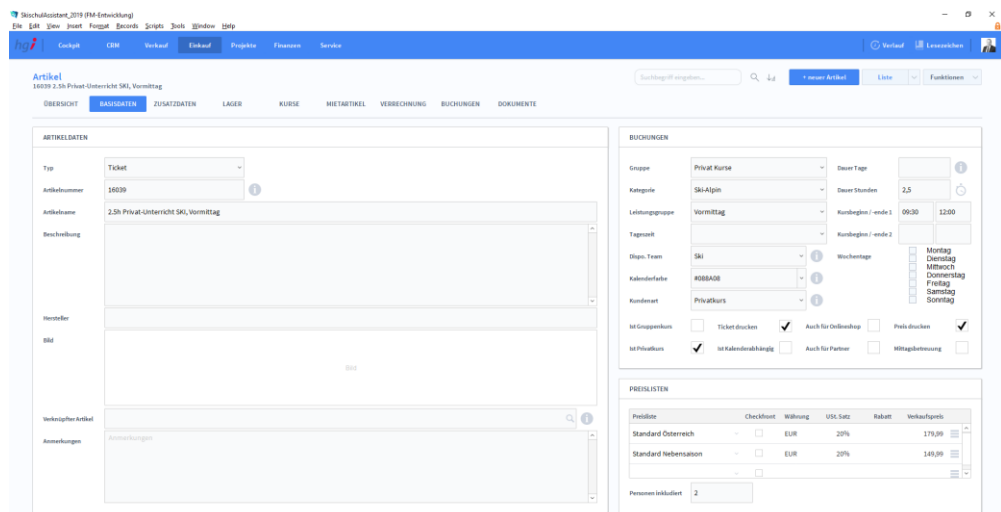 SkischulAssistant_2019 (FM-Entwicklung)
File Edit View Insert Format Records Scripts Tools Window Help
hgi Cockpit CRM Verkauf Einkauf Projekte Finanzen Service Verlauf Lesezeichen
Artikel
16039 2.5h Privat-Unterricht SKI, Vormittag
Suchbegriff eingeben... + neuer Artikel Liste Funktionen
ÜBERSICHT BASISDATEN ZUSATZDATEN LAGER KURSE MIETARTIKEL VERRECHNUNG BUCHUNGEN DOKUMENTE
ARTIKELDATEN
Typ Ticket
Artikelnummer 16039
Artikelname 2.5h Privat-Unterricht SKI, Vormittag
Beschreibung
Hersteller
Bild
Bild
Verknüpfter Artikel
Anmerkungen Anmerkungen
BUCHUNGEN
Gruppe Privat Kurse Dauer Tage
Kategorie Ski-Alpin Dauer Stunden 2,5
Leistungsgruppe Vormittag Kursbeginn / -ende 1 09:30 12:00
Tageszeit Kursbeginn / -ende 2
Dispo. Team Ski Wochentage
Montag
Dienstag
Mittwoch
Donnerstag
Freitag
Samstag
Sonntag
Kalenderfarbe #088A08
Kundenart Privatkurs
Ist Gruppenkurs Ticket drucken Auch für Onlineshop Preis drucken
Ist Privatkurs Ist Kalenderabhängig Auch für Partner Mittagsbetreuung
PREISLISTEN
Preisliste Checkfront Währung USt. Satz Rabatt Verkaufspreis
Standard Österreich EUR 20% 179,99
Standard Nebensaison EUR 20% 149,99
Personen inkludiert 2